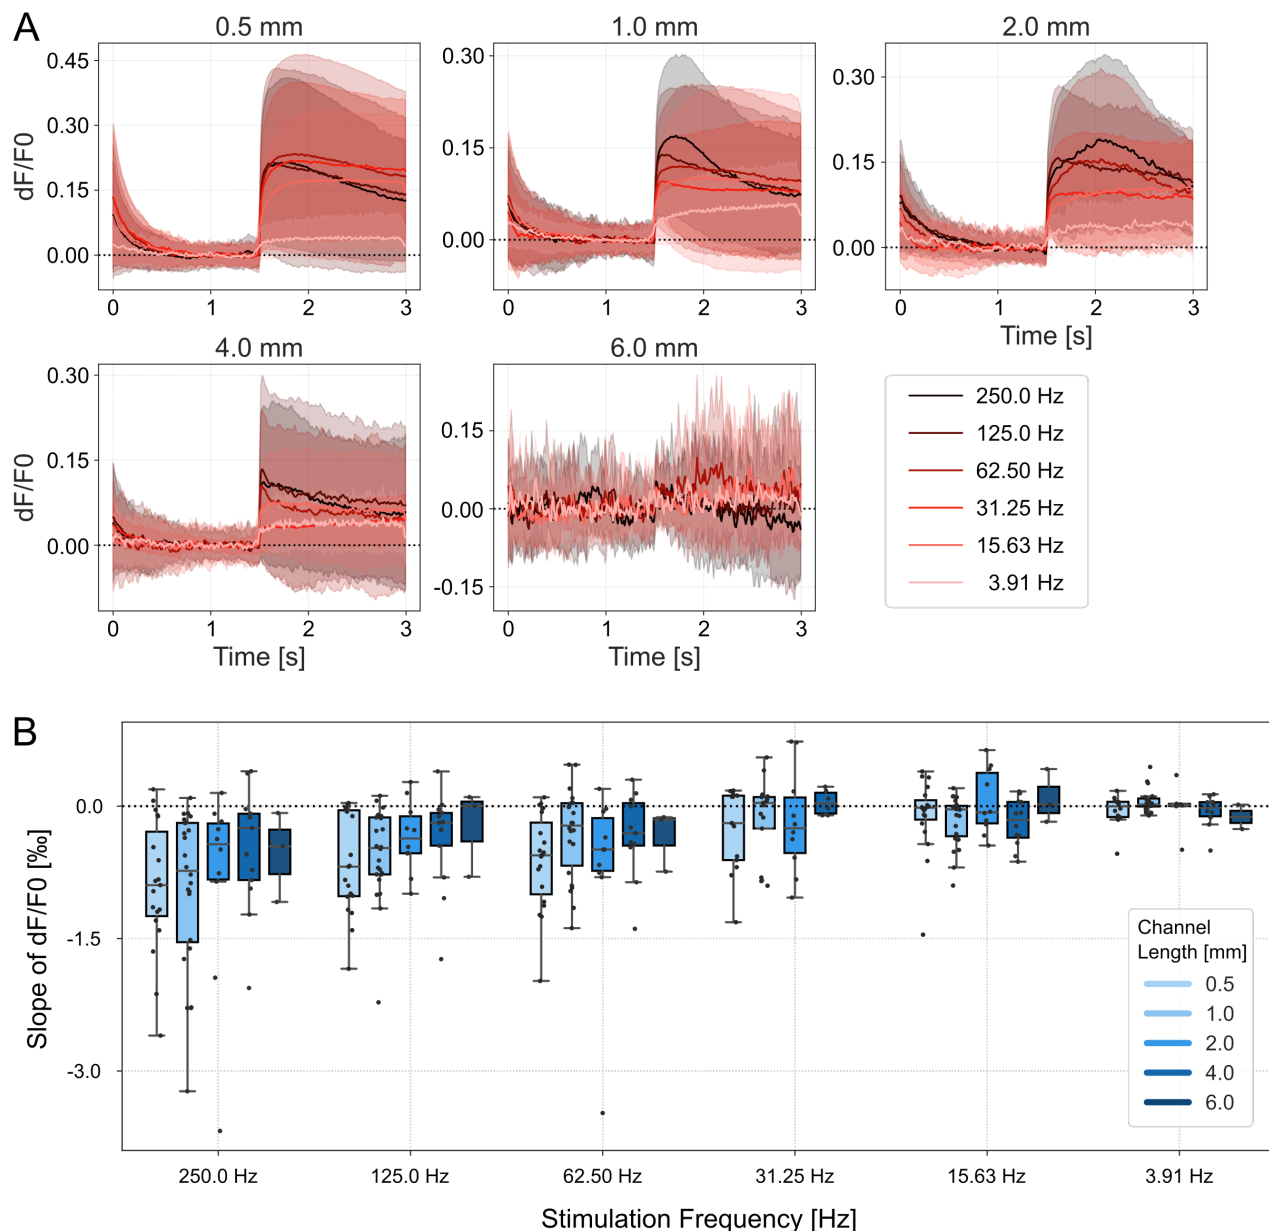 A
0.5 mm
1.0 mm
2.0 mm
dF/F0
0.45
0.30
0.15
0.00
0.30
0.15
0.00
0.30
0.15
0.00
0 1 2 3
0 1 2 3
0 1 2 3
Time [s]
4.0 mm
6.0 mm
dF/F0
0.30
0.15
0.00
0.15
0.00
-0.15
0 1 2 3
Time [s]
0 1 2 3
Time [s]
250.0 Hz
125.0 Hz
62.50 Hz
31.25 Hz
15.63 Hz
3.91 Hz
B
Slope of dF/F0 [‰]
0.0
-1.5
-3.0
Channel
Length [mm]
0.5
1.0
2.0
4.0
6.0
250.0 Hz 125.0 Hz 62.50 Hz 31.25 Hz 15.63 Hz 3.91 Hz
Stimulation Frequency [Hz]